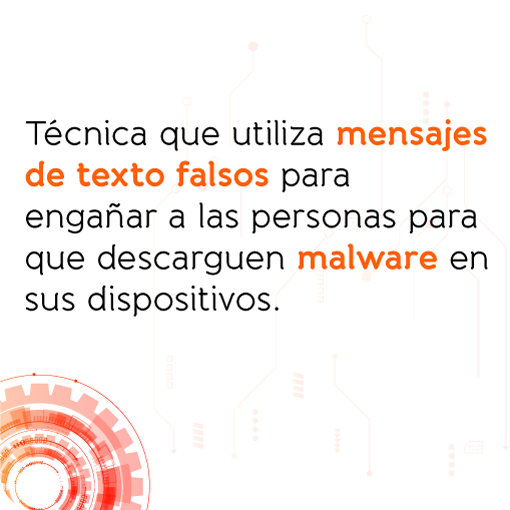 Técnica que utiliza mensajes
de texto falsos para
engañar a las personas para
que descarguen malware en
sus dispositivos.